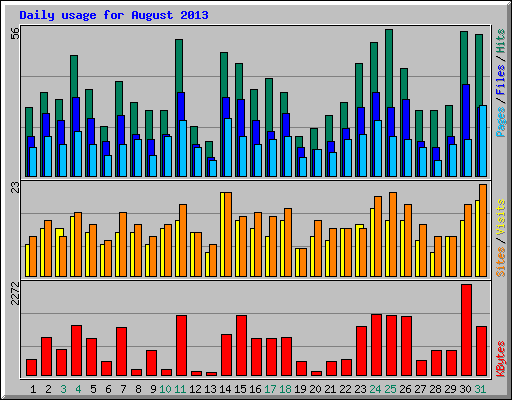 Daily usage for August 2013
56
Pages/Files/Hits
23
Sites/Visits
2272
KBytes
1 2 3 4 5 6 7 8 9 10 11 12 13 14 15 16 17 18 19 20 21 22 23 24 25 26 27 28 29 30 31